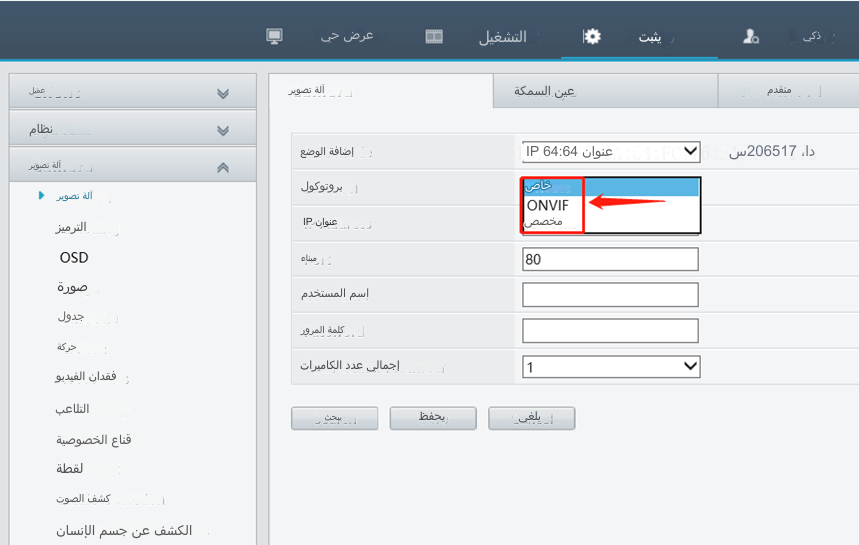 عرض حي
التشغيل
يثبت
ذكي
عمل
نظام
آلة تصوير
آلة تصوير
الترميز
OSD
صورة
جدول
حركة
فقدان الفيديو
التلاعب
قناع الخصوصية
لقطة
كشف الصوت
الكشف عن جسم الإنسان
آلة تصوير
عين السمكة
متقدم
إضافة الوضع
عنوان IP 64:64
دا، 206517س
بروتوكول
خاص
ONVIF
مخصص
عنوان IP
ميناء
80
اسم المستخدم
كلمة المرور
إجمالي عدد الكاميرات
1
يبحث
يحفظ
يلغي